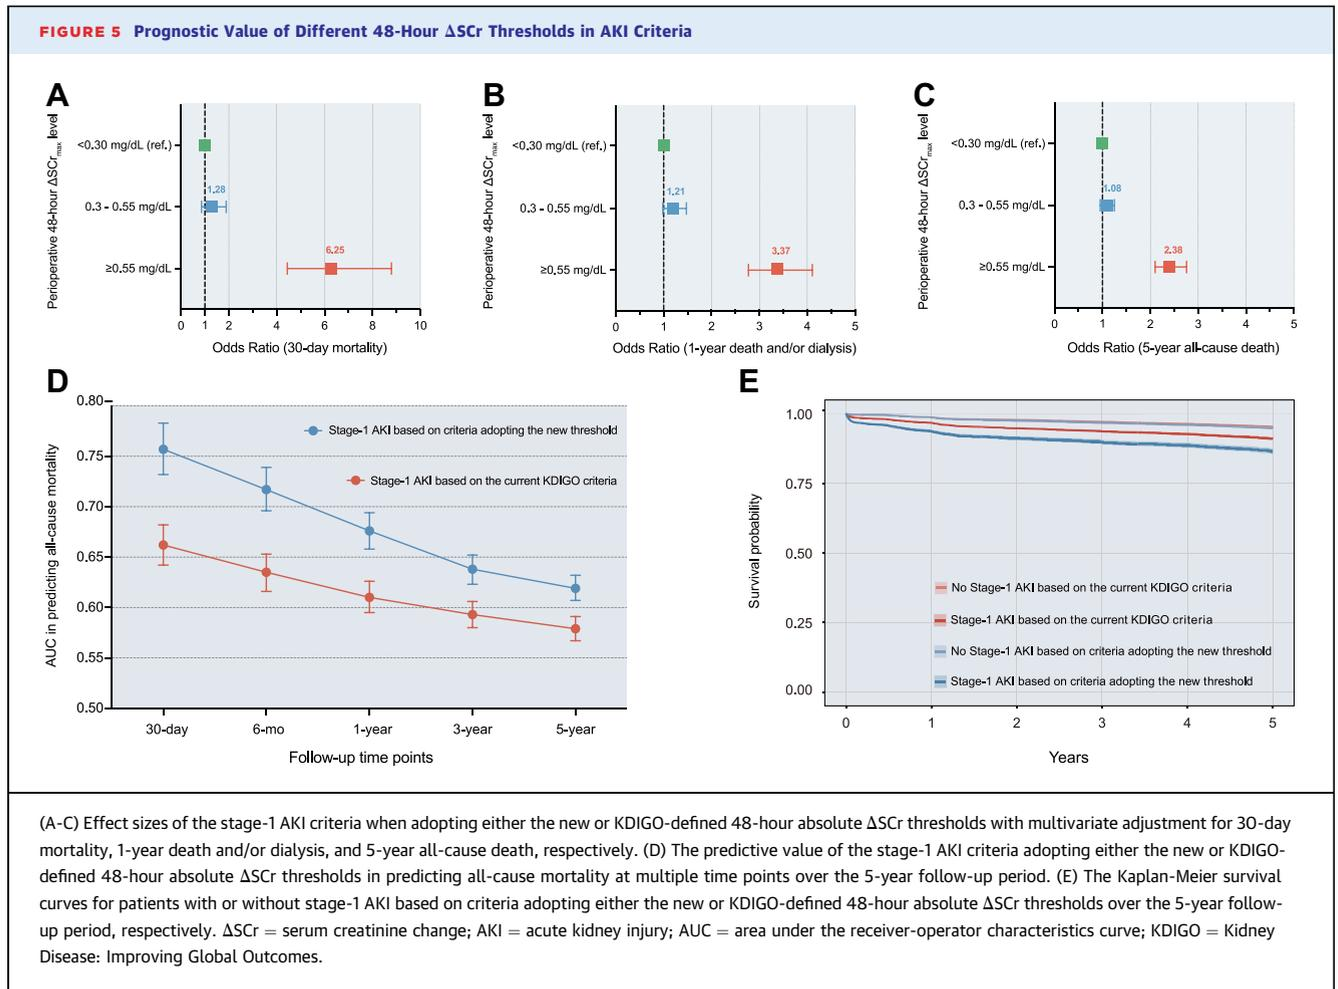 FIGURE 5 Prognostic Value of Different 48-Hour ΔSCr Thresholds in AKI Criteria
A
Perioperative 48-hour ΔSCrmax level
<0.30 mg/dL (ref.)
0.3 - 0.55 mg/dL
≥0.55 mg/dL
1.28
6.25
0 1 2 4 6 8 10
Odds Ratio (30-day mortality)
B
Perioperative 48-hour ΔSCrmax level
<0.30 mg/dL (ref.)
0.3 - 0.55 mg/dL
≥0.55 mg/dL
1.21
3.37
0 1 2 3 4 5
Odds Ratio (1-year death and/or dialysis)
C
Perioperative 48-hour ΔSCrmax level
<0.30 mg/dL (ref.)
0.3 - 0.55 mg/dL
≥0.55 mg/dL
1.08
2.38
0 1 2 3 4 5
Odds Ratio (5-year all-cause death)
D
AUC in predicting all-cause mortality
0.80
0.75
0.70
0.65
0.60
0.55
0.50
Stage-1 AKI based on criteria adopting the new threshold
Stage-1 AKI based on the current KDIGO criteria
30-day 6-mo 1-year 3-year 5-year
Follow-up time points
E
Survival probability
1.00
0.75
0.50
0.25
0.00
No Stage-1 AKI based on the current KDIGO criteria
Stage-1 AKI based on the current KDIGO criteria
No Stage-1 AKI based on criteria adopting the new threshold
Stage-1 AKI based on criteria adopting the new threshold
0 1 2 3 4 5
Years
(A-C) Effect sizes of the stage-1 AKI criteria when adopting either the new or KDIGO-defined 48-hour absolute ΔSCr thresholds with multivariate adjustment for 30-day
mortality, 1-year death and/or dialysis, and 5-year all-cause death, respectively. (D) The predictive value of the stage-1 AKI criteria adopting either the new or KDIGO-
defined 48-hour absolute ΔSCr thresholds in predicting all-cause mortality at multiple time points over the 5-year follow-up period. (E) The Kaplan-Meier survival
curves for patients with or without stage-1 AKI based on criteria adopting either the new or KDIGO-defined 48-hour absolute ΔSCr thresholds over the 5-year follow-
up period, respectively. ΔSCr = serum creatinine change; AKI = acute kidney injury; AUC = area under the receiver-operator characteristics curve; KDIGO = Kidney
Disease: Improving Global Outcomes.